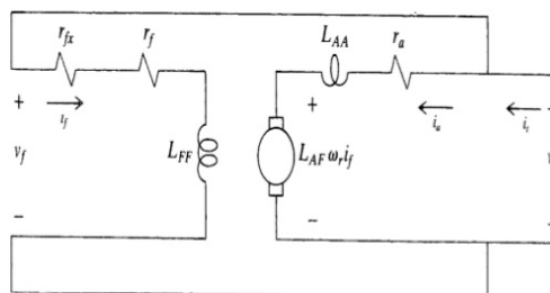 r_fx r_f L_AA r_a
+ i_f + i_a i_t +
v_f L_FF L_AF ω_r i_f
- - -